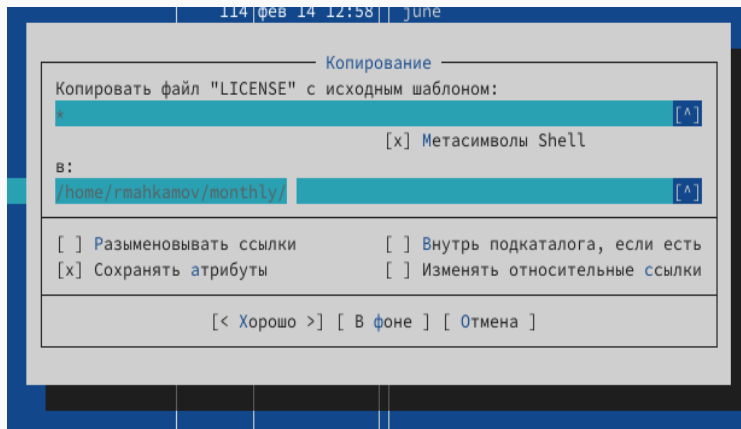 114 фев 14 12:58 june
Копирование
Копировать файл "LICENSE" с исходным шаблоном:
* [^]
[x] Метасимволы Shell
в:
/home/rmahkamov/monthly/ [^]
[ ] Разыменовывать ссылки [ ] Внутрь подкаталога, если есть
[x] Сохранять атрибуты [ ] Изменять относительные ссылки
[< Хорошо >] [ В фоне ] [ Отмена ]